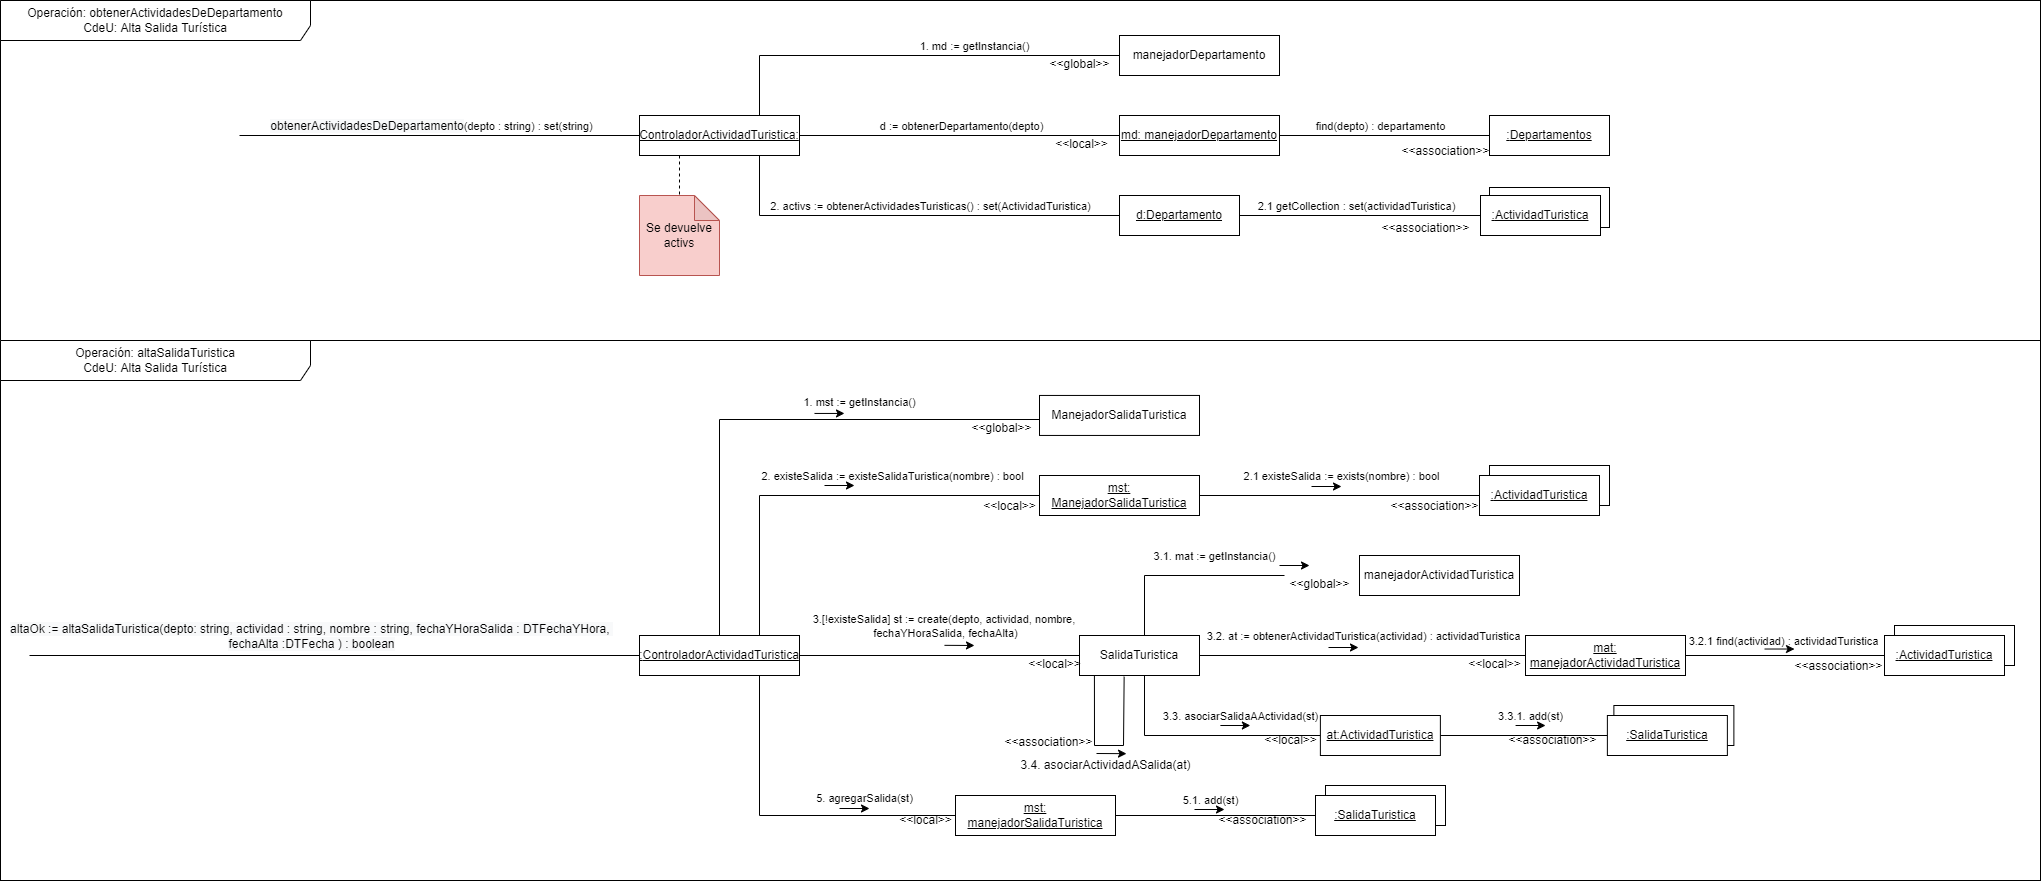 Operación: obtenerActividadesDeDepartamento
CdeU: Alta Salida Turística
1. md := getInstancia()
<<global>>
manejadorDepartamento
obtenerActividadesDeDepartamento(depto : string) : set(string)
ControladorActividadTuristica:
d := obtenerDepartamento(depto)
<<local>>
md: manejadorDepartamento
find(depto) : departamento
<<association>>
:Departamentos
Se devuelve
activs
2. activs := obtenerActividadesTuristicas() : set(ActividadTuristica)
d:Departamento
2.1 getCollection : set(actividadTuristica)
<<association>>
:ActividadTuristica
Operación: altaSalidaTuristica
CdeU: Alta Salida Turística
1. mst := getInstancia()
<<global>>
ManejadorSalidaTuristica
2. existeSalida := existeSalidaTuristica(nombre) : bool
<<local>>
mst:
ManejadorSalidaTuristica
2.1 existeSalida := exists(nombre) : bool
<<association>>
:ActividadTuristica
3.1. mat := getInstancia()
<<global>>
manejadorActividadTuristica
altaOk := altaSalidaTuristica(depto: string, actividad : string, nombre : string, fechaYHoraSalida : DTFechaYHora,
fechaAlta :DTFecha ) : boolean
:ControladorActividadTuristica
3.[!existeSalida] st := create(depto, actividad, nombre,
fechaYHoraSalida, fechaAlta)
<<local>>
SalidaTuristica
3.2. at := obtenerActividadTuristica(actividad) : actividadTuristica
<<local>>
mat:
manejadorActividadTuristica
3.2.1 find(actividad) : actividadTuristica
<<association>>
:ActividadTuristica
3.3. asociarSalidaAActividad(st)
<<local>>
at:ActividadTuristica
3.3.1. add(st)
<<association>>
:SalidaTuristica
<<association>>
3.4. asociarActividadASalida(at)
5. agregarSalida(st)
<<local>>
mst:
manejadorSalidaTuristica
5.1. add(st)
<<association>>
:SalidaTuristica